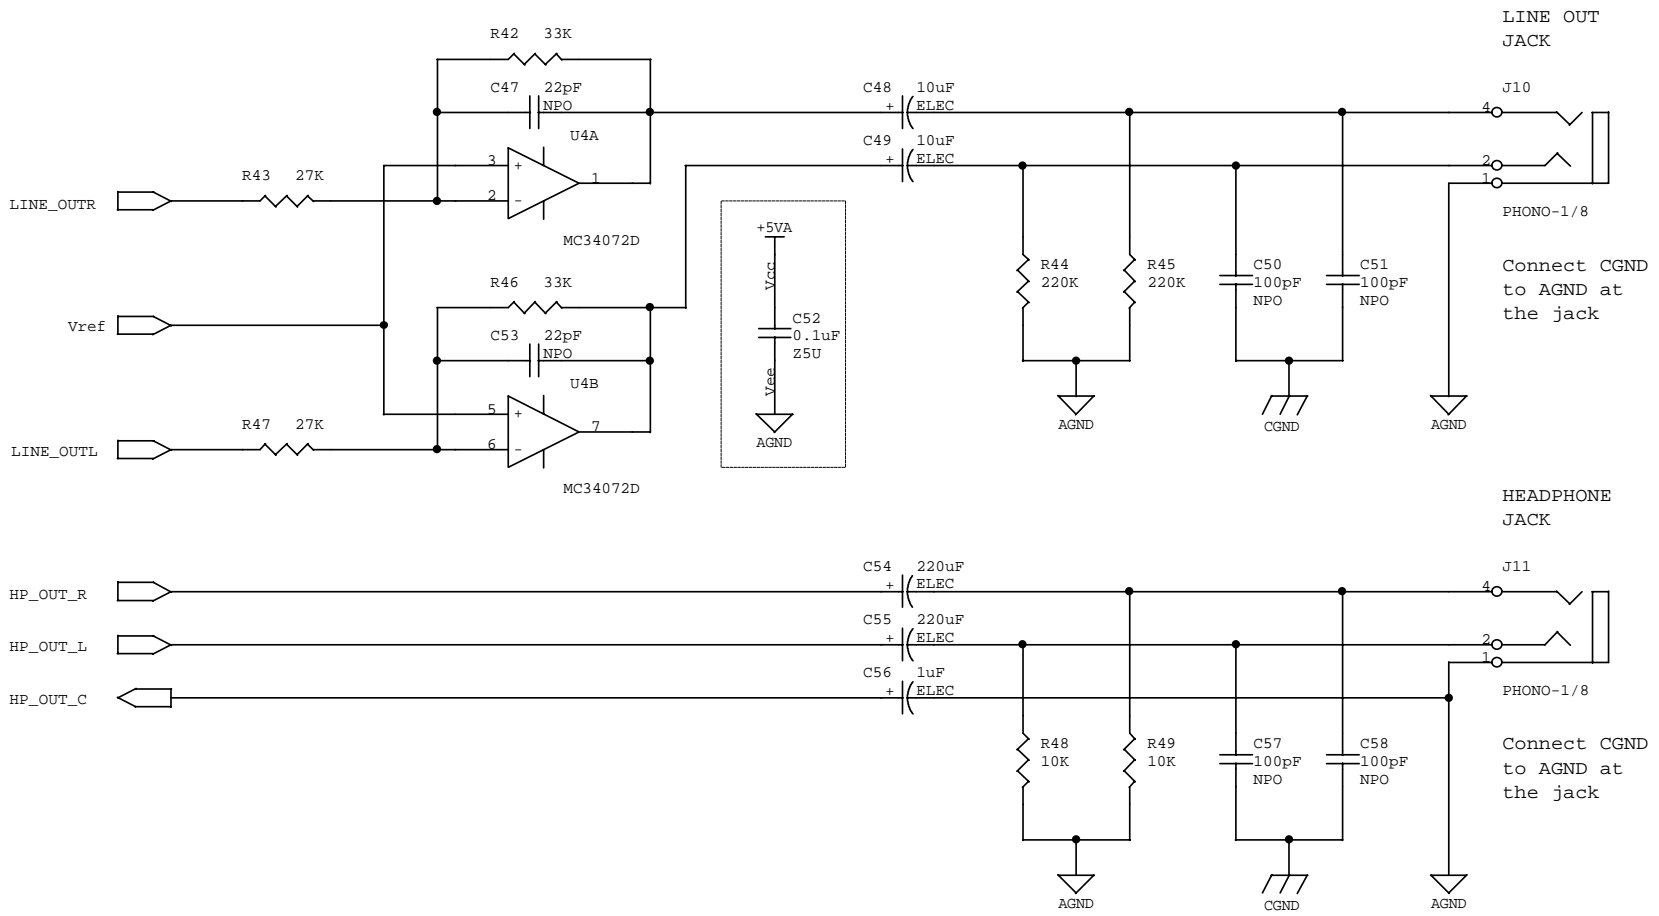 LINE OUT
JACK
R42 33K
C47 22pF
NPO
U4A
C48 10uF
+ ELEC
J10
4
C49 10uF
+ ELEC
2
1
3
+
1
R43 27K
2
−
LINE_OUTR
PHONO-1/8
MC34072D
+5VA
Vcc
R44
220K
R45
220K
C50
100pF
NPO
C51
100pF
NPO
Connect CGND
to AGND at
the jack
R46 33K
Vref
C53 22pF
NPO
U4B
C52
0.1uF
Z5U
Vee
5
+
7
R47 27K
6
−
LINE_OUTL
AGND
AGND
CGND
AGND
MC34072D
HEADPHONE
JACK
C54 220uF
+ ELEC
J11
HP_OUT_R
4
C55 220uF
+ ELEC
HP_OUT_L
2
1
C56 1uF
+ ELEC
HP_OUT_C
PHONO-1/8
R48
10K
R49
10K
C57
100pF
NPO
C58
100pF
NPO
Connect CGND
to AGND at
the jack
AGND
CGND
AGND